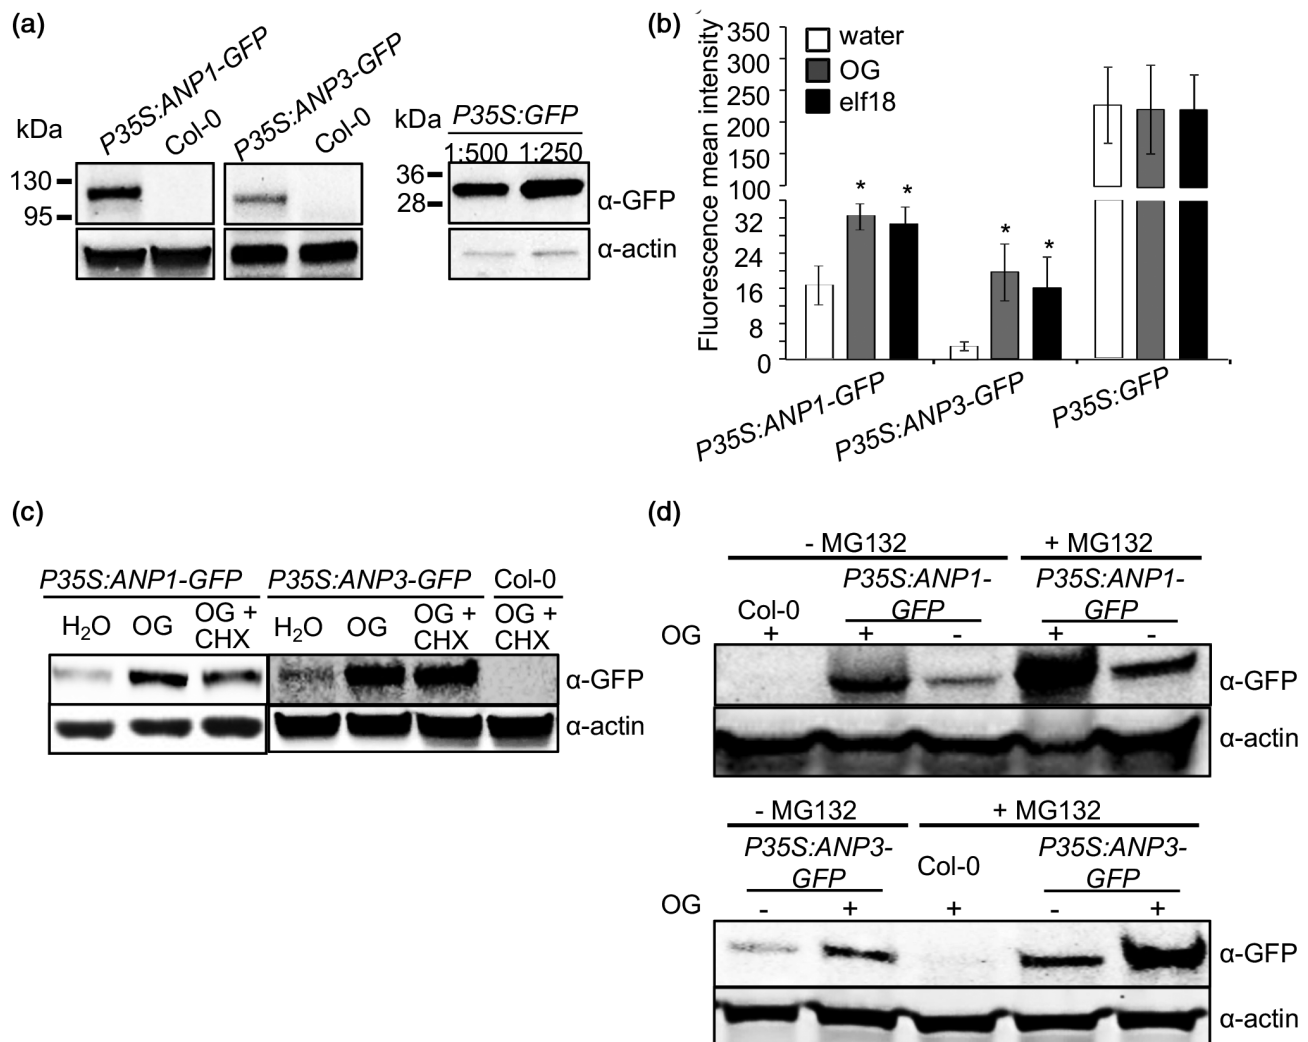 (a)
P35S:ANP1-GFP
Col-0
P35S:ANP3-GFP
Col-0
kDa
130
95
kDa
P35S:GFP
1:500 1:250
36
28
α-GFP
α-actin
(b)
Fluorescence mean intensity
350
300
250
200
150
100
32
24
16
8
0
water
OG
elf18
* *
* *
P35S:ANP1-GFP
P35S:ANP3-GFP
P35S:GFP
(c)
P35S:ANP1-GFP P35S:ANP3-GFP Col-0
H₂O OG OG + CHX H₂O OG OG + CHX OG + CHX
α-GFP
α-actin
(d)
- MG132 + MG132
Col-0 P35S:ANP1-GFP P35S:ANP1-GFP
OG + + - + -
α-GFP
α-actin
- MG132 + MG132
P35S:ANP3-GFP Col-0 P35S:ANP3-GFP
OG - + + - +
α-GFP
α-actin